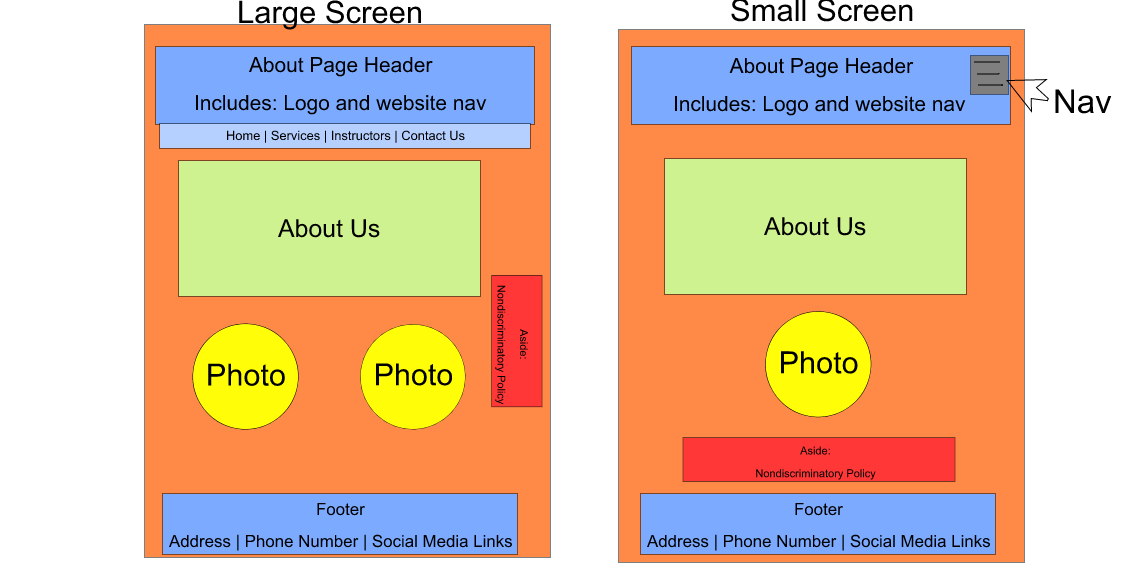 Large Screen
About Page Header
Includes: Logo and website nav
Home | Services | Instructors | Contact Us
About Us
Aside:
Nondiscriminatory Policy
Photo
Photo
Footer
Address | Phone Number | Social Media Links
Small Screen
About Page Header
Includes: Logo and website nav
Nav
About Us
Photo
Aside:
Nondiscriminatory Policy
Footer
Address | Phone Number | Social Media Links